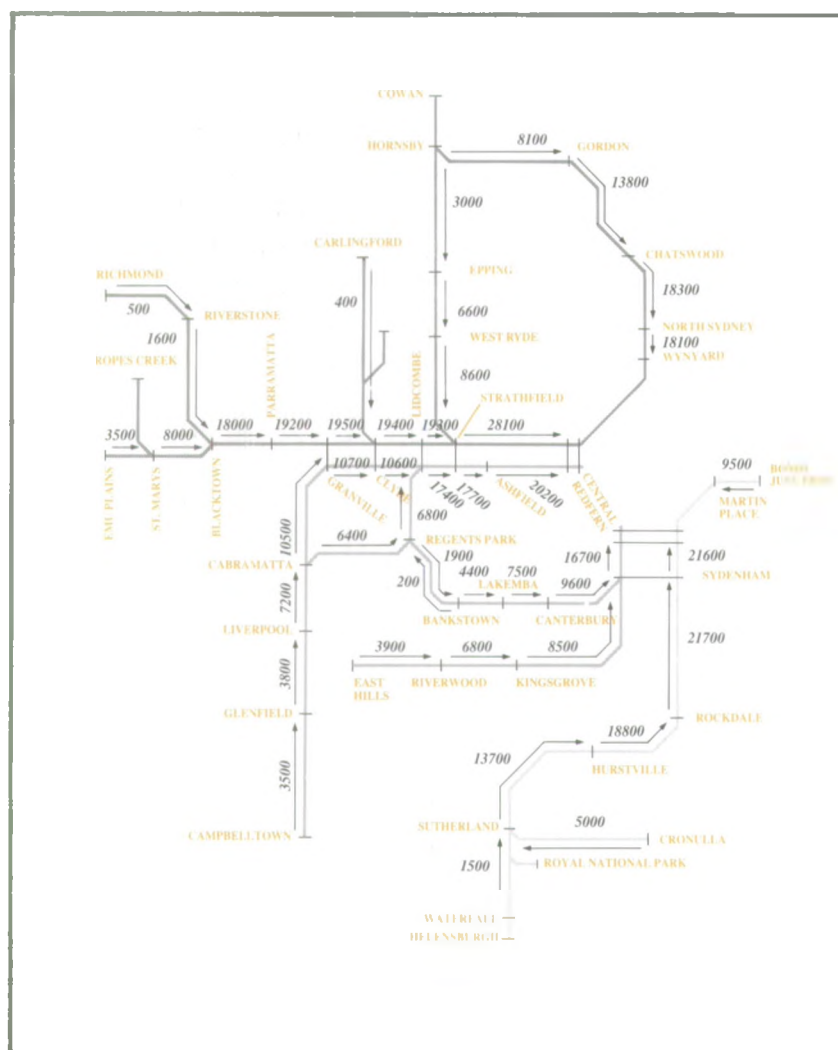 COWAN
8100
HORNSBY
GORDON
13800
3000
CARLINGFORD
CHATSWOOD
RICHMOND
EPPING
18300
500
400
6600
RIVERSTONE
NORTH SYDNEY
1600
WEST RYDE
18100
ROPES CREEK
WYNYARD
PARRAMATTA
LIDCOMBE
8600
STRATHFIELD
3500
8000
18000
19200
19500
19400
19300
28100
10700
10600
17400
17700
20200
EMU PLAINS
ST. MARYS
BLACKTOWN
GRANVILLE
CLYDE
ASHFIELD
CENTRAL
REDFERN
9500
BONDI
MARTIN
PLACE
10500
6800
6400
REGENTS PARK
16700
21600
1900
CABRAMATTA
4400
7500
LAKEMBA
9600
SYDENHAM
200
7200
BANKSTOWN
CANTERBURY
LIVERPOOL
21700
3900
6800
8500
3800
EAST
HILLS
RIVERWOOD
KINGSGROVE
GLENFIELD
ROCKDALE
18800
13700
3500
HURSTVILLE
CAMPBELLTOWN
SUTHERLAND
5000
CRONULLA
1500
ROYAL NATIONAL PARK
WATERFALL
HELENSBURGH